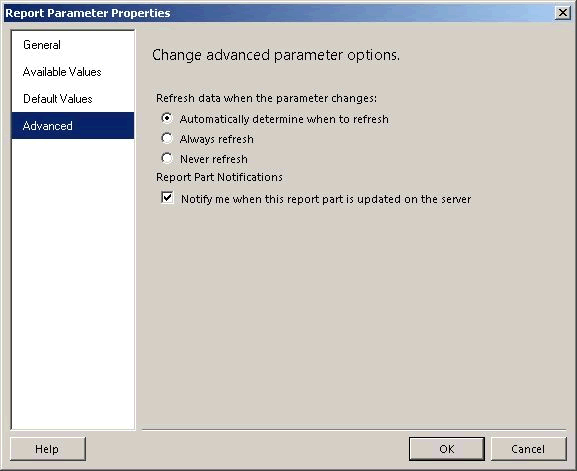 Report Parameter Properties
General
Available Values
Default Values
Advanced
Change advanced parameter options.
Refresh data when the parameter changes:
Automatically determine when to refresh
Always refresh
Never refresh
Report Part Notifications
Notify me when this report part is updated on the server
Help
OK
Cancel